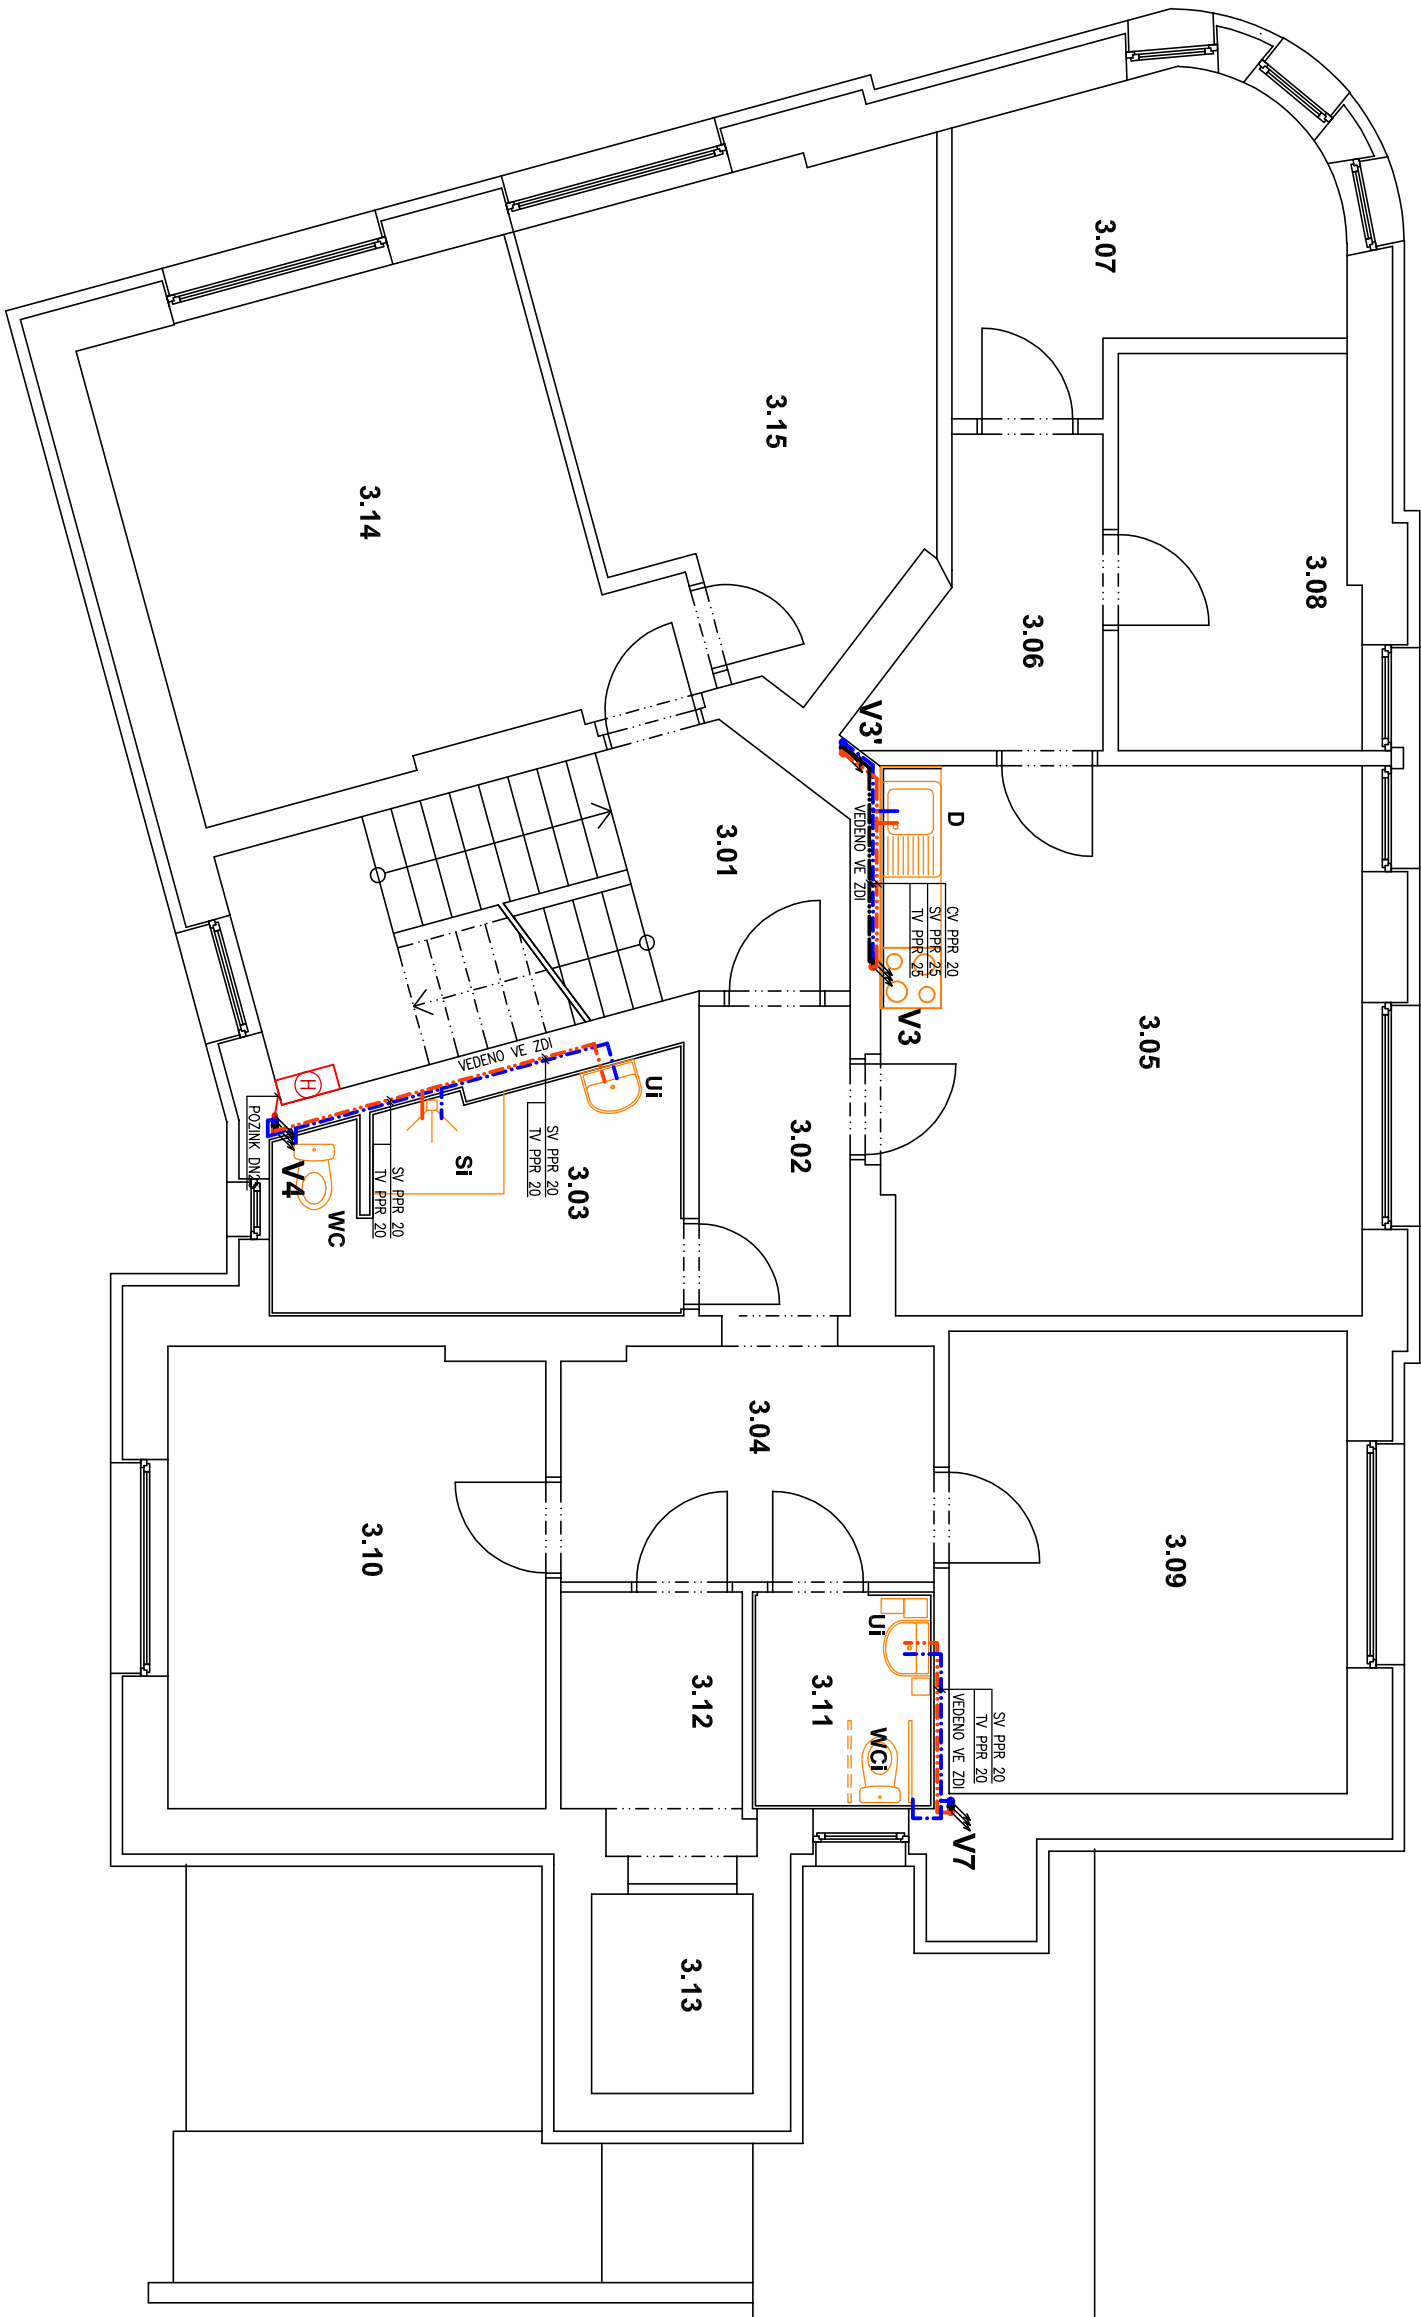 3.07
3.15
3.14
3.08
3.06
V3'
D
3.01
VEDENO VE ZDI
CV PPR 20
SV PPR 25
TV PPR 25
V3
3.05
VEDENO VE ZDI
Ui
H
POZINK DN25
V4
Si
SV PPR 20
TV PPR 20
3.03
3.02
SV PPR 20
TV PPR 20
WC
3.04
3.10
3.09
Ui
3.12
3.11
WCi
SV PPR 20
TV PPR 20
VEDENO VE ZDI
V7
3.13